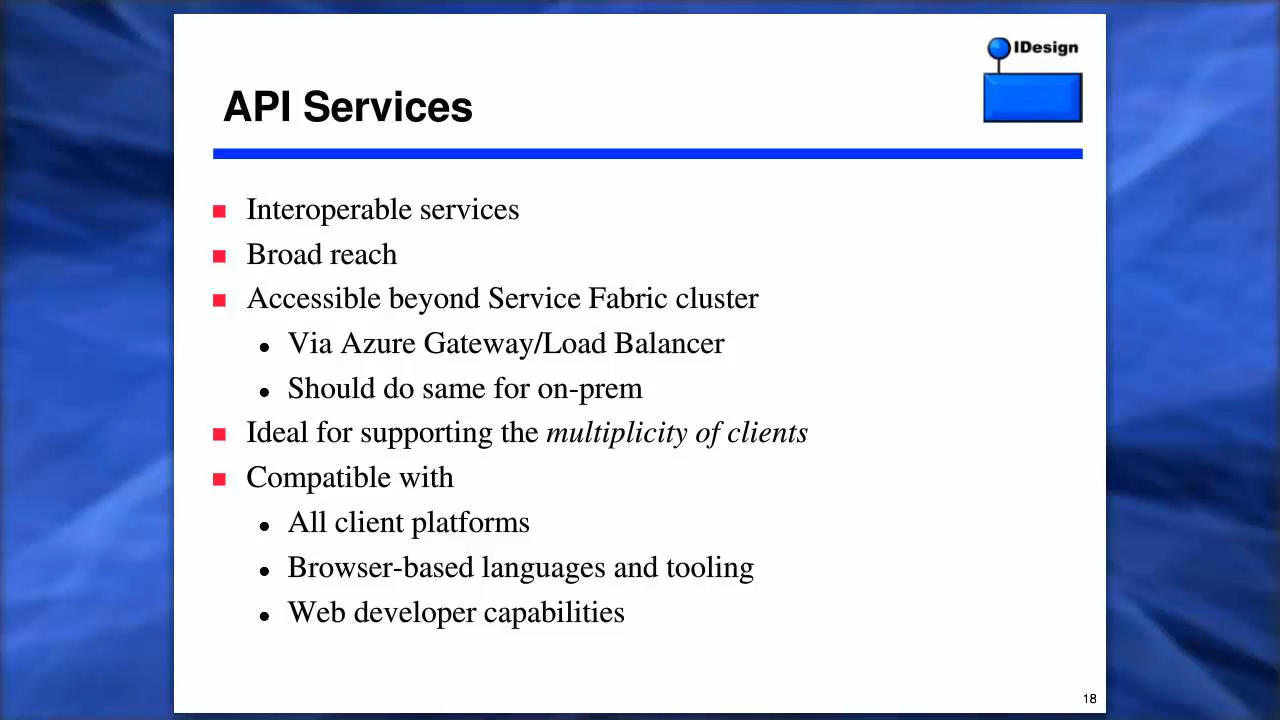 IDesign
API Services
Interoperable services
Broad reach
Accessible beyond Service Fabric cluster
Via Azure Gateway/Load Balancer
Should do same for on-prem
Ideal for supporting the multiplicity of clients
Compatible with
All client platforms
Browser-based languages and tooling
Web developer capabilities
18